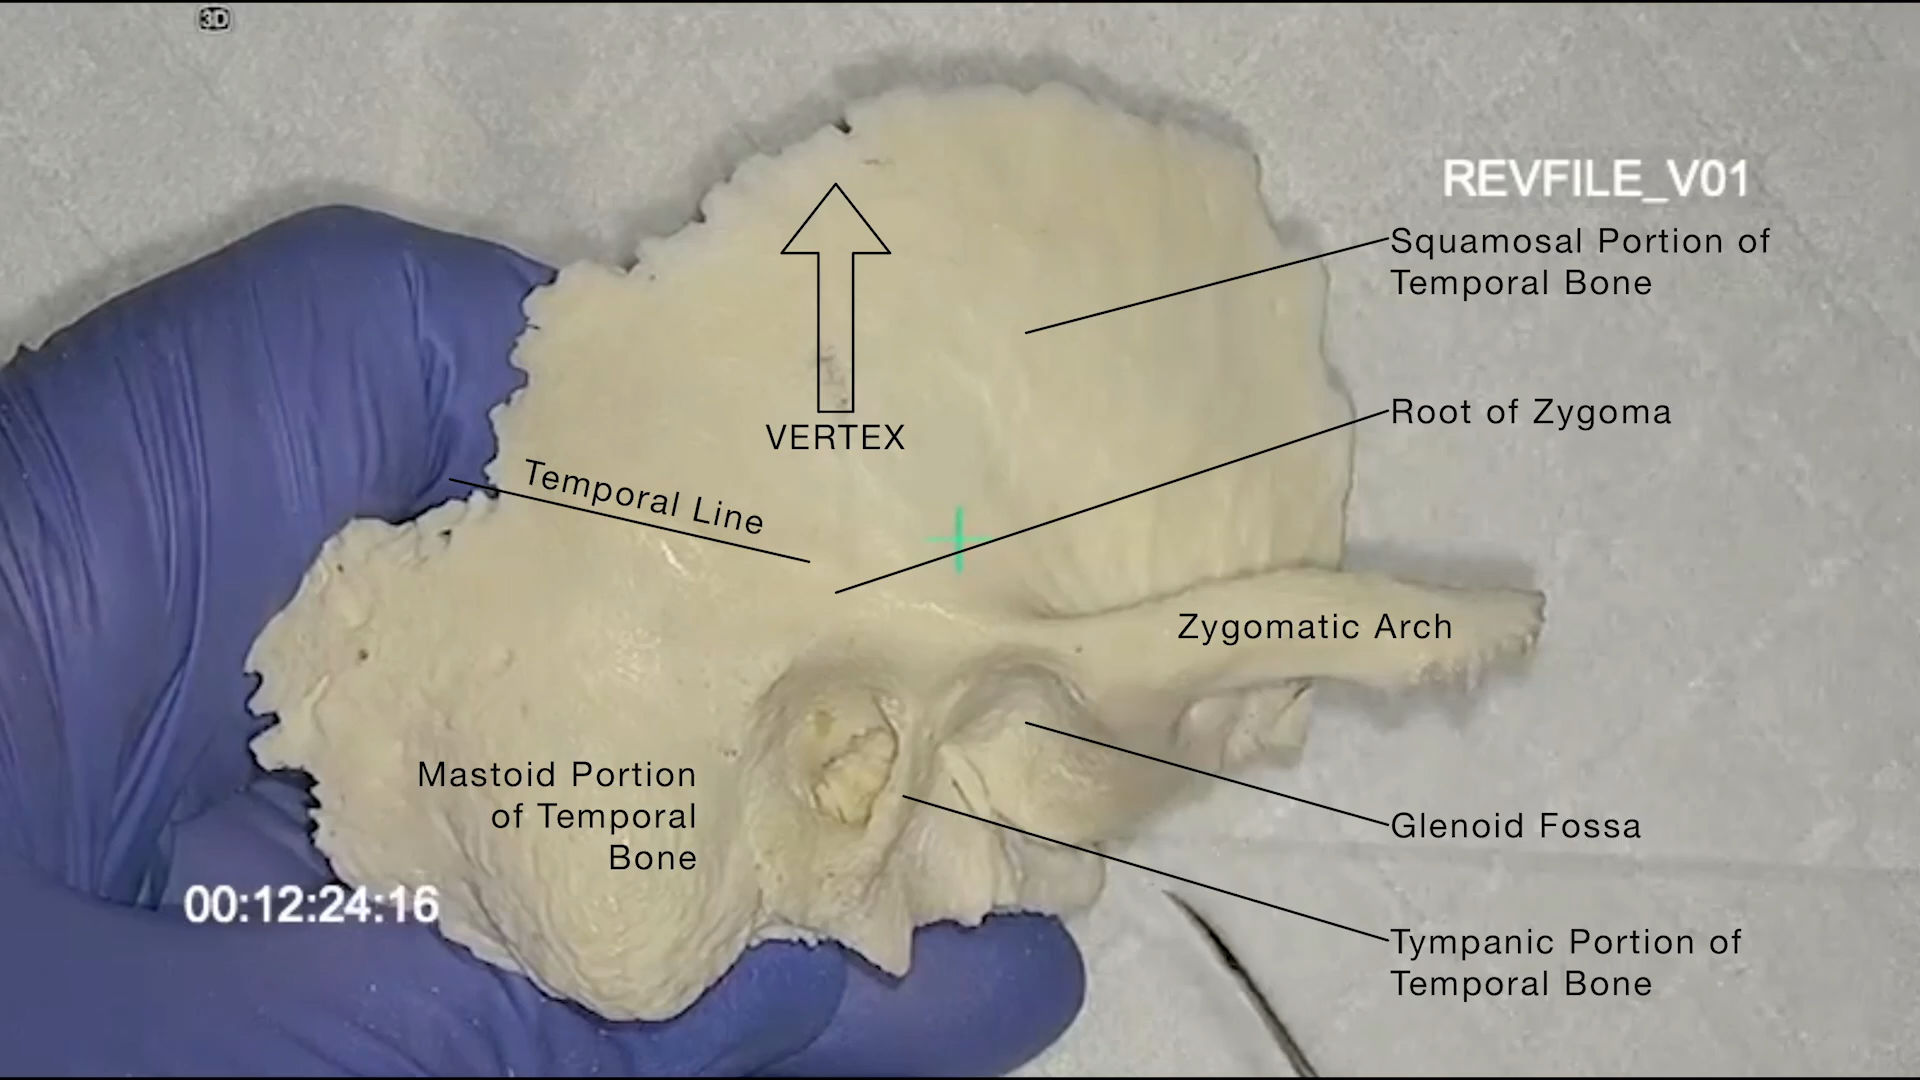 3D
REVFILE_V01
Squamosal Portion of
Temporal Bone
Root of Zygoma
VERTEX
Temporal Line
Zygomatic Arch
Mastoid Portion
of Temporal
Bone
Glenoid Fossa
00:12:24:16
Tympanic Portion of
Temporal Bone